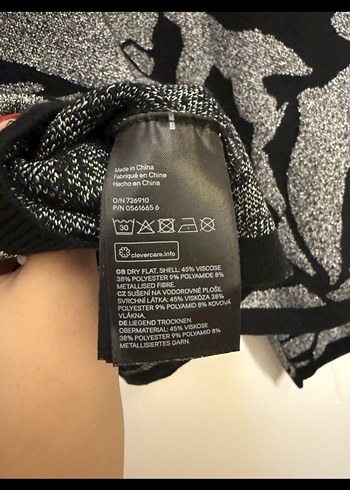 Made in China
Fabriqué en Chine
Hecho en China
O/N 726910
P/N 0561665 6
30
clevercare.info
GB DRY FLAT. SHELL: 45% VISCOSE
38% POLYESTER 9% POLYAMIDE 8%
METALLISED FIBRE.
CZ SUŠENÍ NA VODOROVNÉ PLOŠE.
SVRCHNÍ LÁTKA: 45% VISKÓZA 38%
POLYESTER 9% POLYAMID 8% KOVOVÁ
VLÁKNA.
DE LIEGEND TROCKNEN.
OBERMATERIAL: 45% VISKOSE
38% POLYESTER 9% POLYAMID 8%
METALLISIERTES GARN.